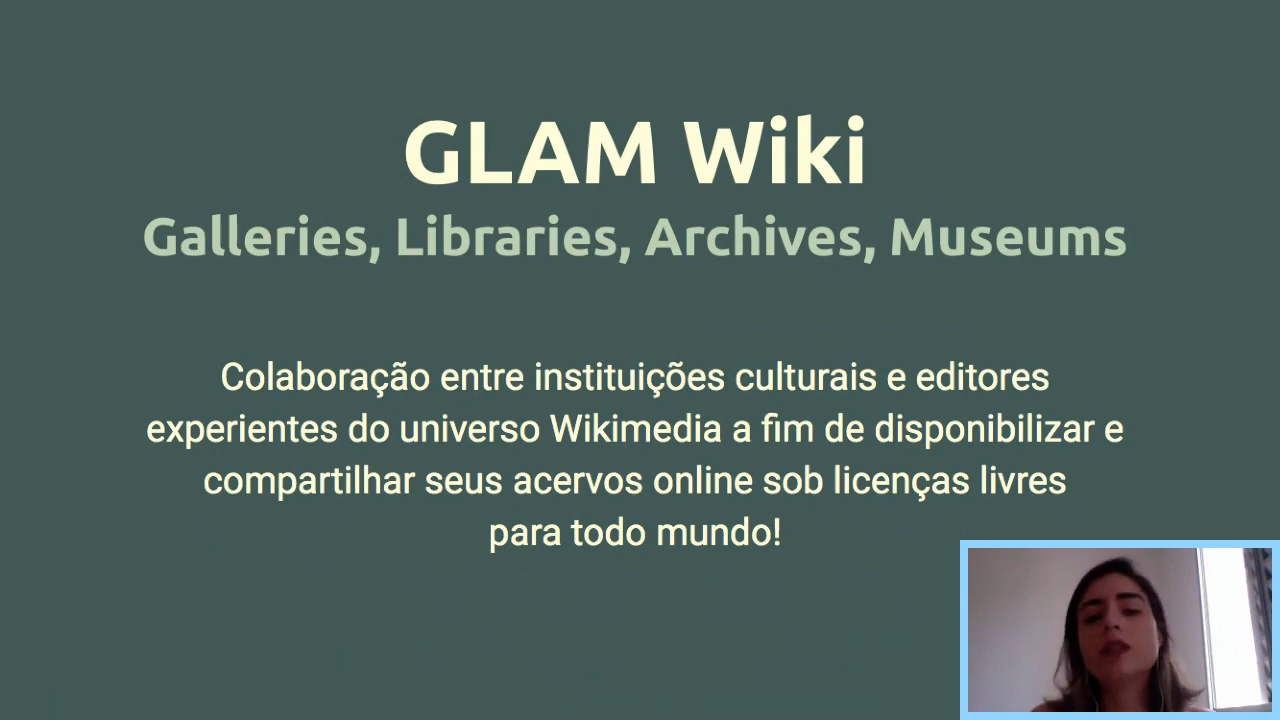 GLAM Wiki
Galleries, Libraries, Archives, Museums
Colaboração entre instituições culturais e editores
experientes do universo Wikimedia a fim de disponibilizar e
compartilhar seus acervos online sob licenças livres
para todo mundo!